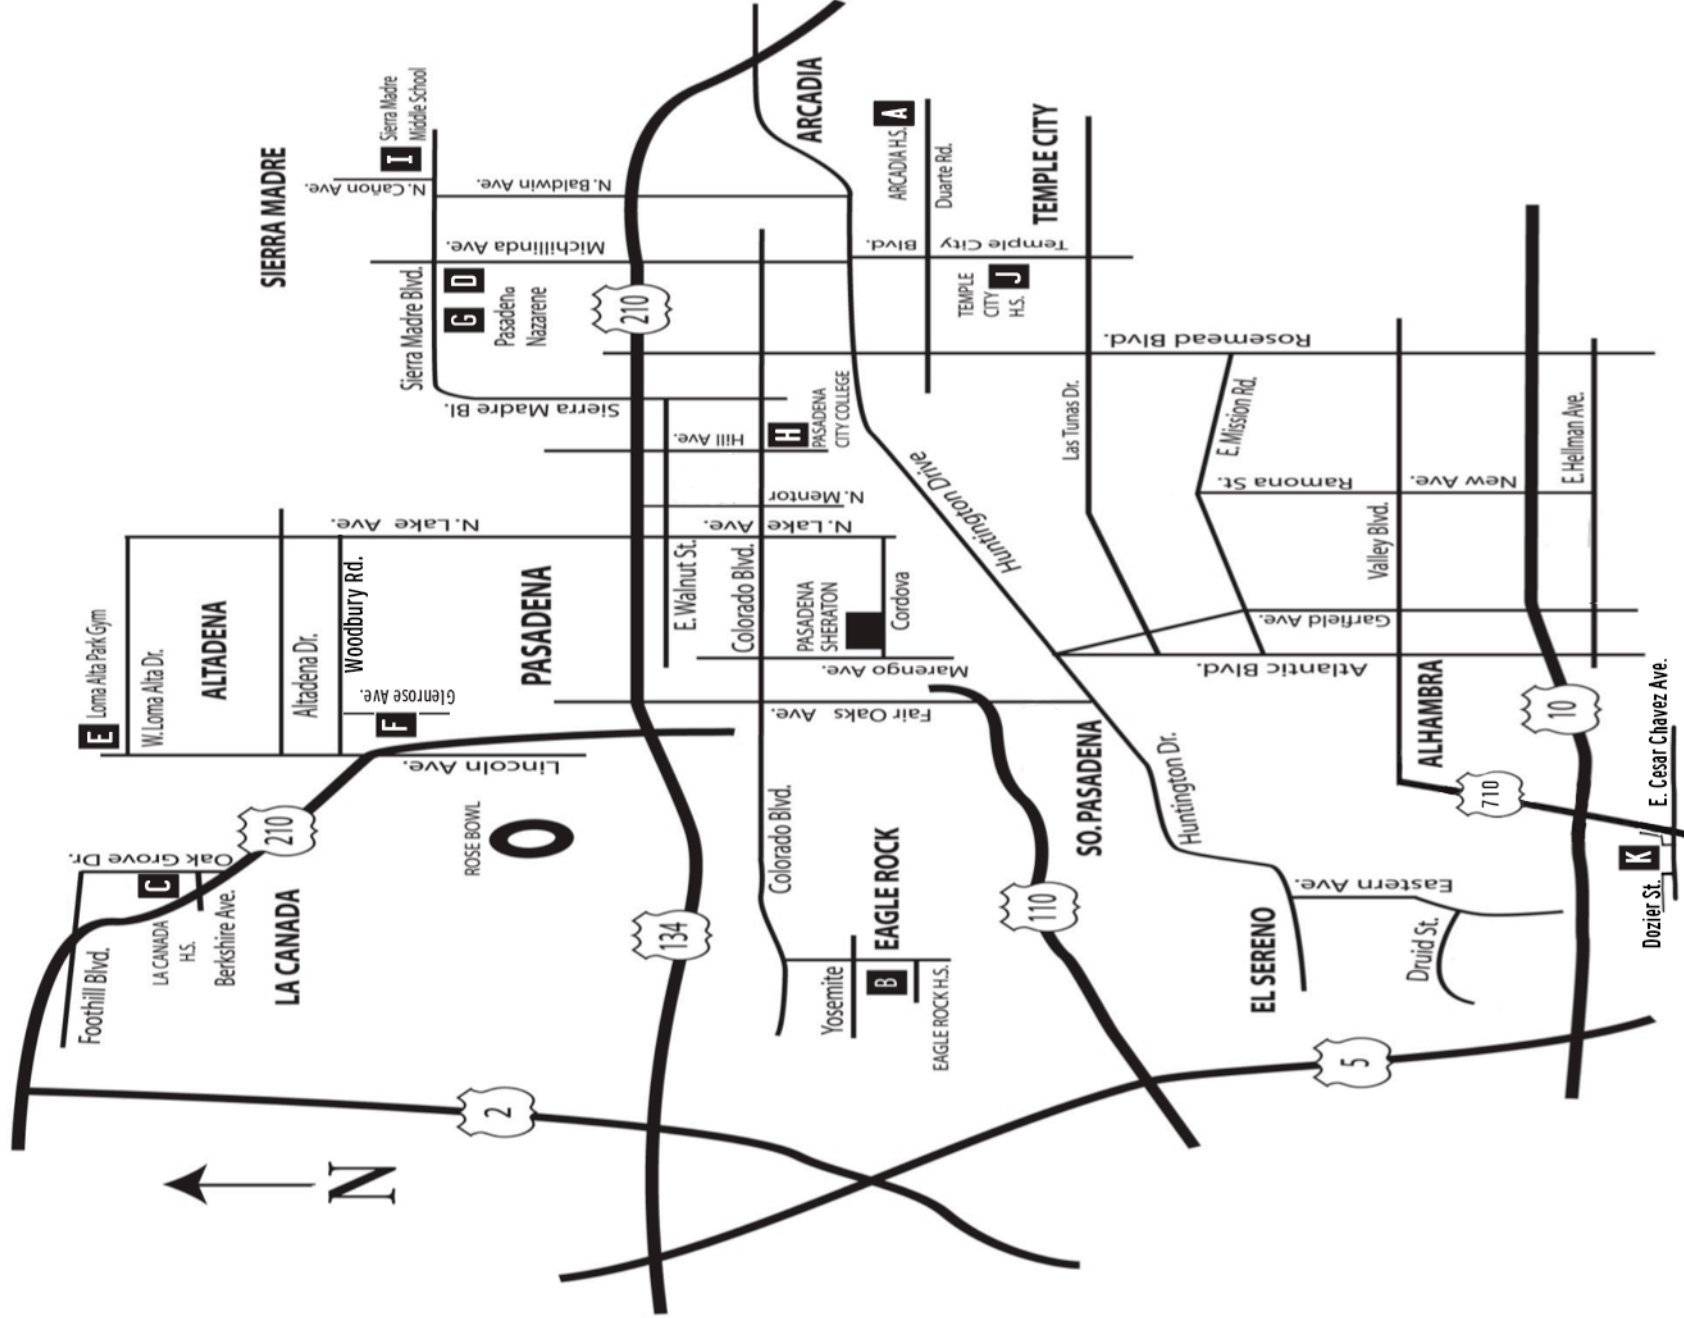 SIERRA MADRE
I
Sierra Madre
Middle School
N. Cañon Ave.
N. Baldwin Ave.
Michillinda Ave.
Sierra Madre Blvd.
G
D
Pasadena
Nazarene
Sierra Madre Bl.
210
ARCADIA
A
ARCADIA H.S.
Duarte Rd.
TEMPLE CITY
Temple City
Blvd.
J
TEMPLE
CITY
H.S.
Rosemead Blvd.
Las Tunas Dr.
E. Mission Rd.
E. Hellman Ave.
Ramona St.
New Ave.
Valley Blvd.
Garfield Ave.
Atlantic Blvd.
Huntington Drive
H
PASADENA
CITY COLLEGE
Hill Ave.
N. Mentor
N. Lake Ave.
N. Lake Ave.
E. Walnut St.
Colorado Blvd.
PASADENA
SHERATON
Cordova
Marengo Ave.
Fair Oaks Ave.
PASADENA
E
Loma Alta Park Gym
W. Loma Alta Dr.
ALTADENA
Altadena Dr.
Woodbury Rd.
Glenrose Ave.
F
Lincoln Ave.
210
ROSE BOWL
Oak Grove Dr.
C
LA CANADA
H.S.
Berkshire Ave.
Foothill Blvd.
LA CANADA
134
Colorado Blvd.
EAGLE ROCK
Yosemite
B
EAGLE ROCK H.S.
110
SO. PASADENA
Huntington Dr.
Eastern Ave.
EL SERENO
Druid St.
ALHAMBRA
710
10
E. Cesar Chavez Ave.
K
Dozier St.
5
2
N